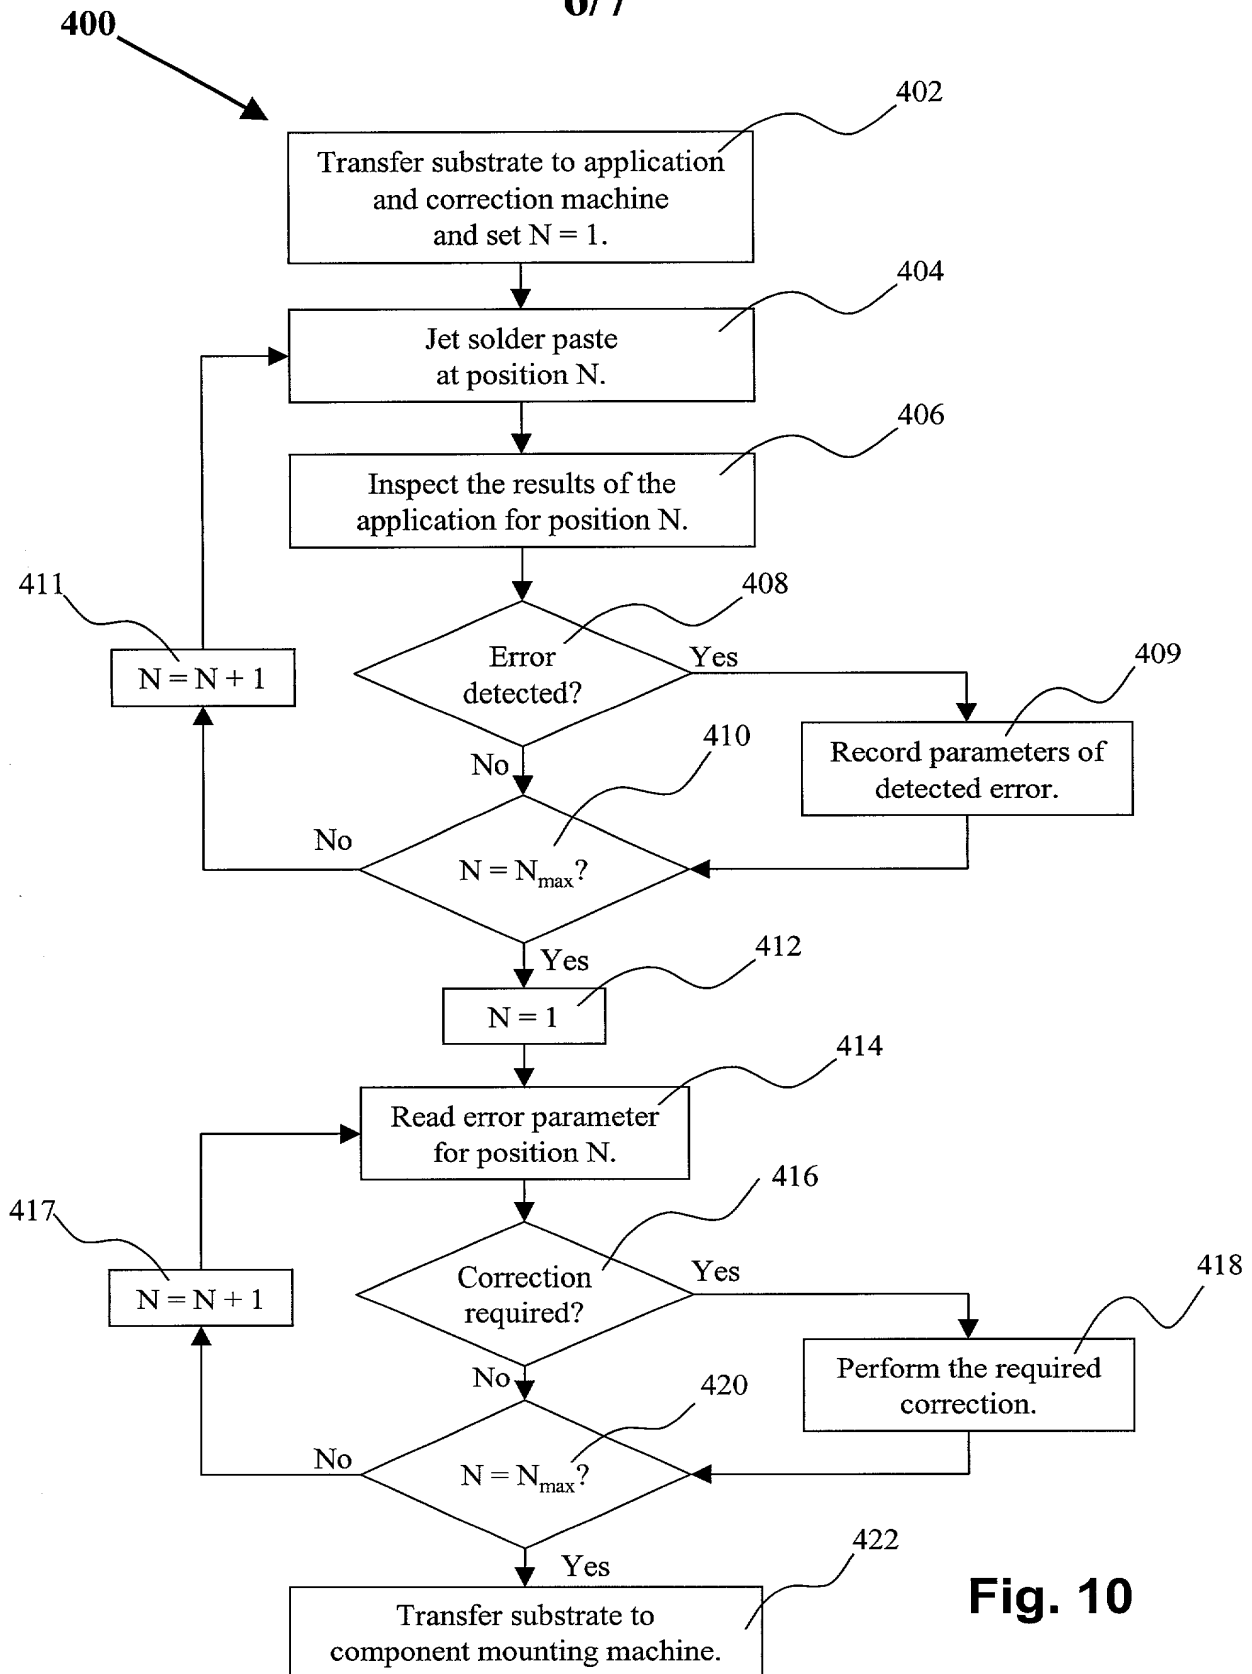 6/7
400
402
Transfer substrate to application
and correction machine
and set N = 1.
404
Jet solder paste
at position N.
406
Inspect the results of the
application for position N.
411
408
Error
detected?
Yes
409
N = N + 1
Record parameters of
detected error.
No
410
No
N = Nmax?
Yes
412
N = 1
414
Read error parameter
for position N.
417
416
Correction
required?
Yes
418
N = N + 1
Perform the required
correction.
No
420
No
N = Nmax?
Yes
422
Transfer substrate to
component mounting machine.
Fig. 10